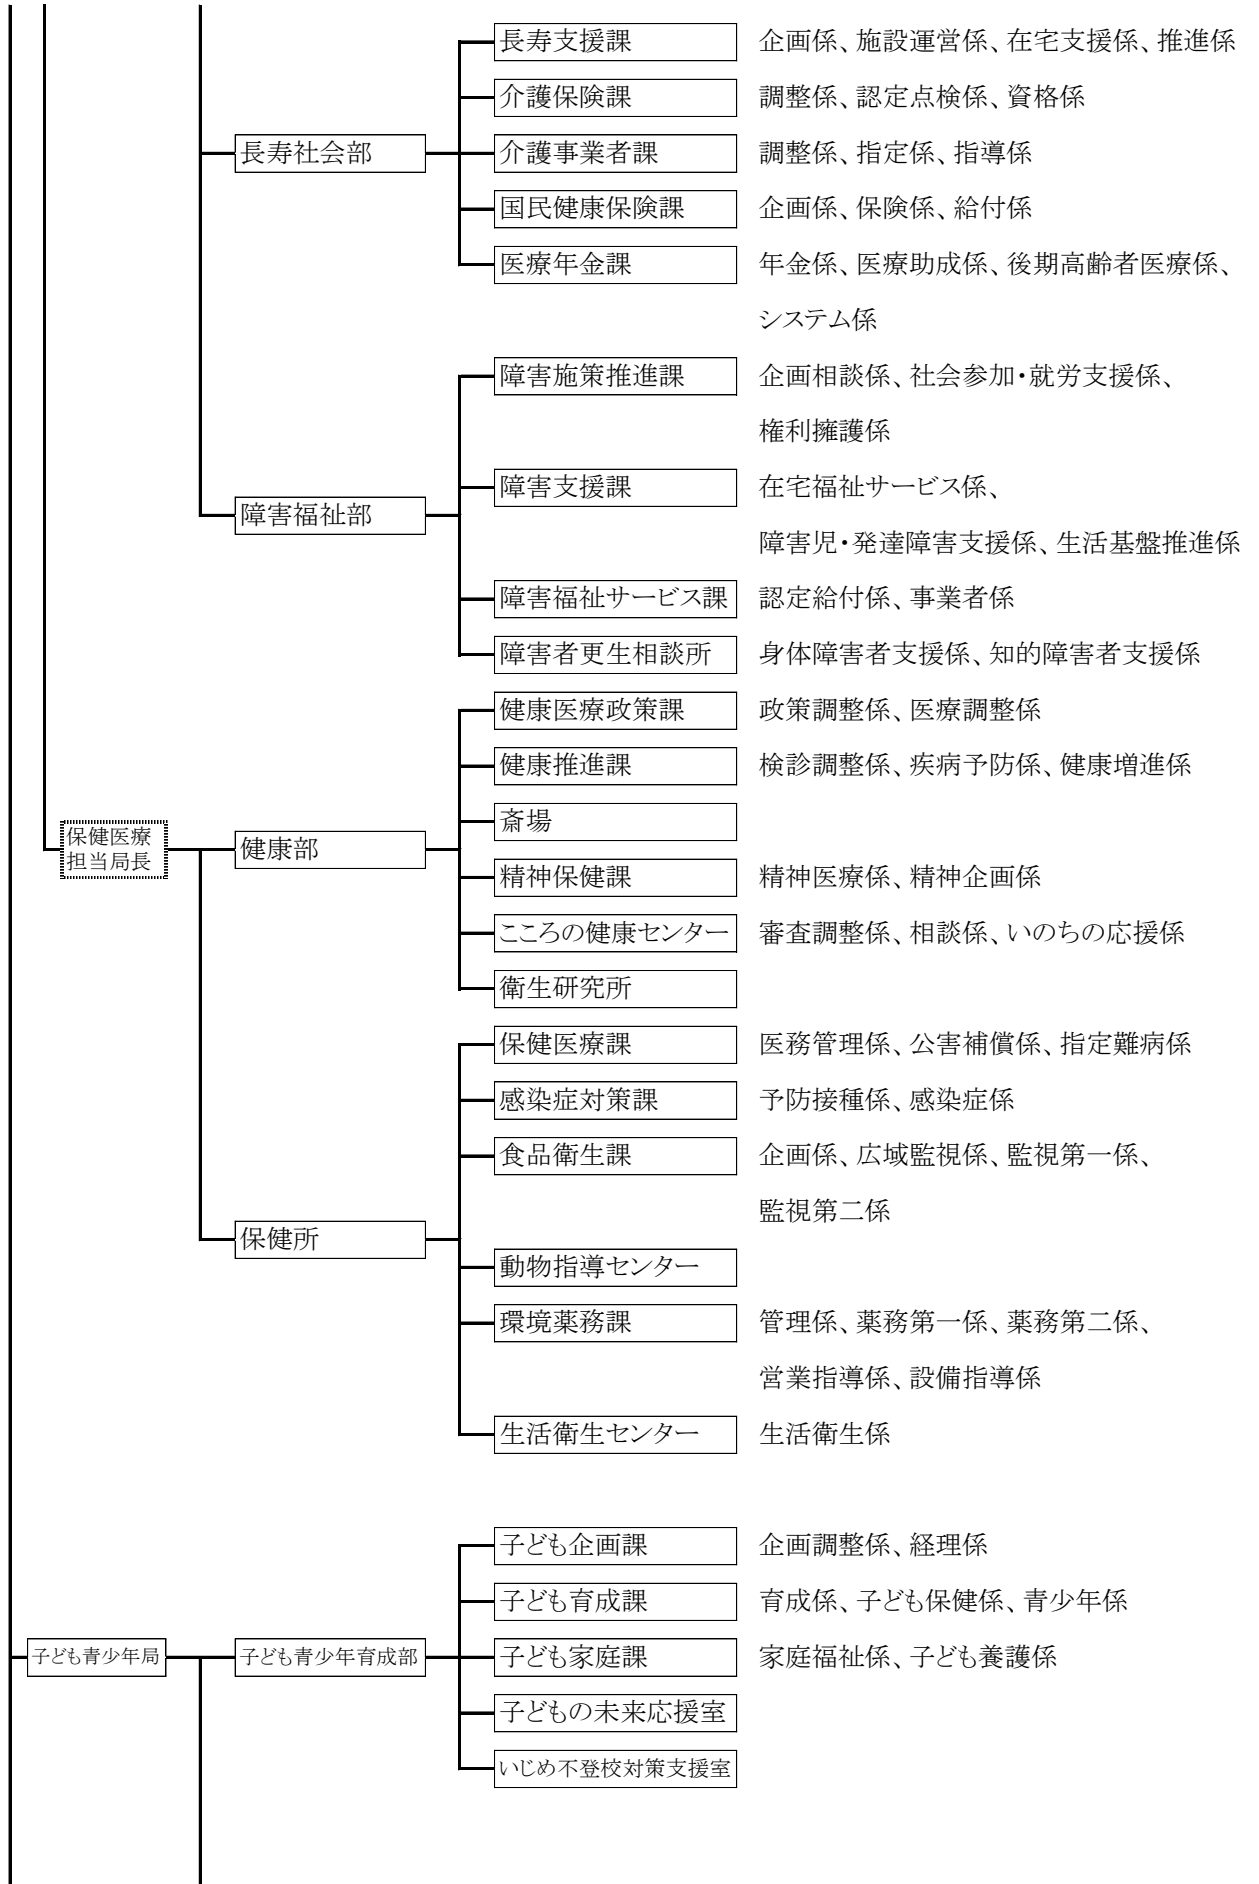 長寿支援課 企画係、施設運営係、在宅支援係、推進係
介護保険課 調整係、認定点検係、資格係
長寿社会部 介護事業者課 調整係、指定係、指導係
国民健康保険課 企画係、保険係、給付係
医療年金課 年金係、医療助成係、後期高齢者医療係、
システム係
障害施策推進課 企画相談係、社会参加・就労支援係、
権利擁護係
障害支援課 在宅福祉サービス係、
障害福祉部
障害児・発達障害支援係、生活基盤推進係
障害福祉サービス課 認定給付係、事業者係
障害者更生相談所 身体障害者支援係、知的障害者支援係
健康医療政策課 政策調整係、医療調整係
健康推進課 検診調整係、疾病予防係、健康増進係
斎場
保健医療
担当局長
健康部
精神保健課 精神医療係、精神企画係
こころの健康センター 審査調整係、相談係、いのちの応援係
衛生研究所
保健医療課 医務管理係、公害補償係、指定難病係
感染症対策課 予防接種係、感染症係
食品衛生課 企画係、広域監視係、監視第一係、
監視第二係
保健所
動物指導センター
環境薬務課 管理係、薬務第一係、薬務第二係、
営業指導係、設備指導係
生活衛生センター 生活衛生係
子ども企画課 企画調整係、経理係
子ども育成課 育成係、子ども保健係、青少年係
子ども青少年局 子ども青少年育成部 子ども家庭課 家庭福祉係、子ども養護係
子どもの未来応援室
いじめ不登校対策支援室